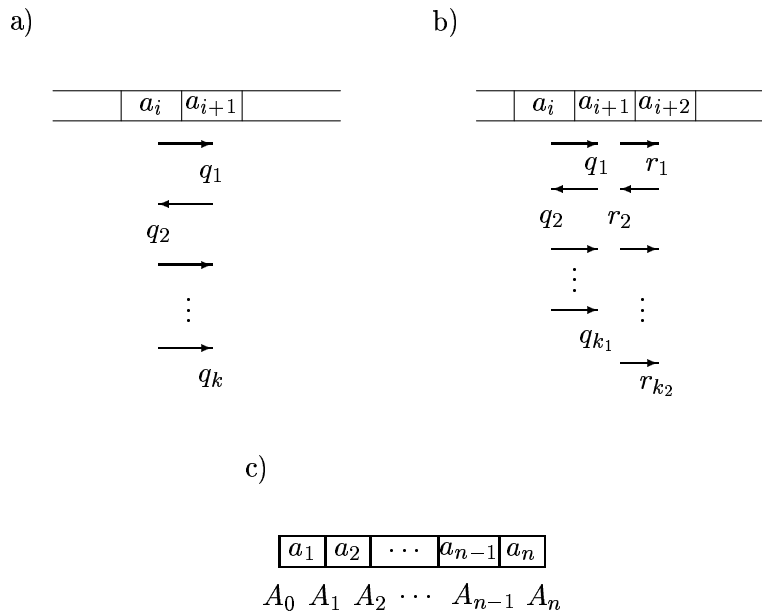 a) b)
a_i a_{i+1} a_i a_{i+1} a_{i+2}
q_1 q_1 r_1
q_2 q_2 r_2
⋮ ⋮ ⋮
q_{k_1}
q_k r_{k_2}
c)
a_1 a_2 ⋯ a_{n-1} a_n
A_0 A_1 A_2 ⋯ A_{n-1} A_n